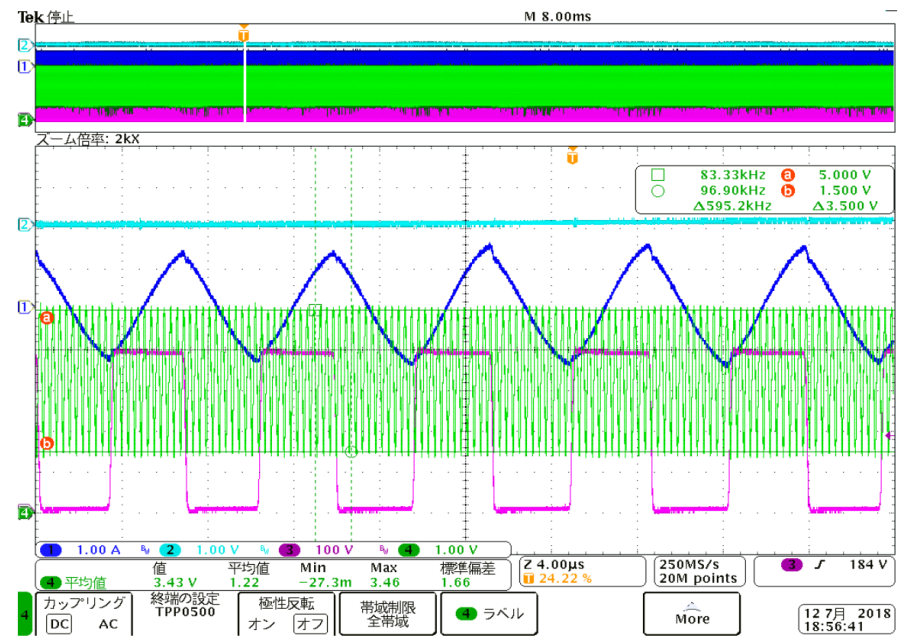 Tek 停止
M 8.00ms
T
2
1
4
ズーム倍率: 2kX
T
83.33kHz a 5.000 V
96.90kHz b 1.500 V
Δ595.2kHz Δ3.500 V
2
1
a
b
4
1 1.00 A BW 2 1.00 V BW 3 100 V BW 4 1.00 V
値 平均値 Min Max 標準偏差
4 平均値 3.43 V 1.22 −27.3m 3.46 1.66
Z 4.00μs
T 24.22 %
250MS/s
20M points
3 184 V
4
カップリング
DC AC
終端の設定
TPP0500
極性反転
オン オフ
帯域制限
全帯域
4 ラベル
More
12 7月 2018
18:56:41